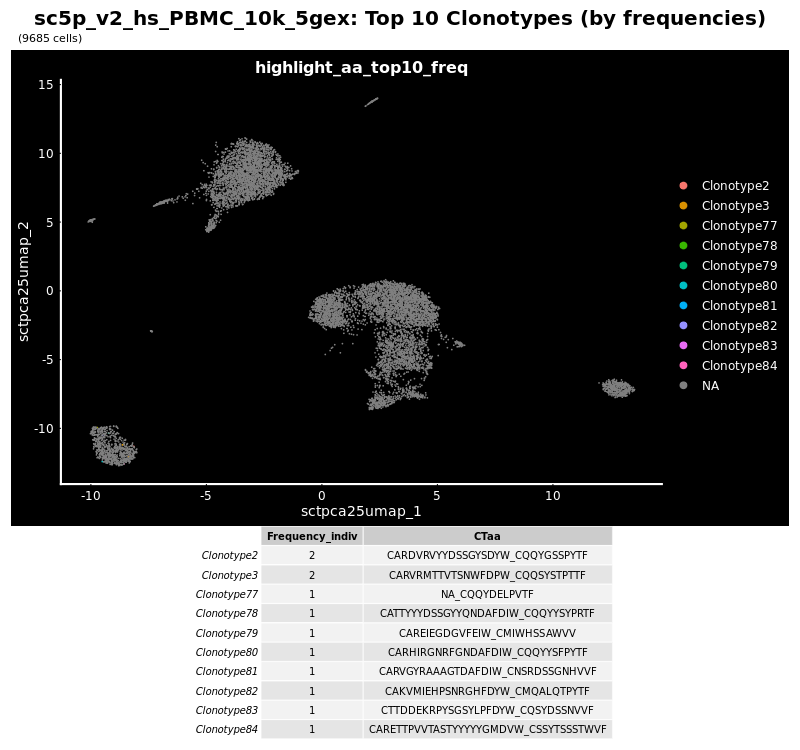 sc5p_v2_hs_PBMC_10k_5gex: Top 10 Clonotypes (by frequencies)
(9685 cells)
highlight_aa_top10_freq
15
10
5
0
-5
-10
sctpca25umap_2
-10 -5 0 5 10
sctpca25umap_1
Clonotype2
Clonotype3
Clonotype77
Clonotype78
Clonotype79
Clonotype80
Clonotype81
Clonotype82
Clonotype83
Clonotype84
NA
Frequency_indiv CTaa
Clonotype2 2 CARDVRVYYDSSGYSDYW_CQQYGSSPYTF
Clonotype3 2 CARVRMTTVTSNWFDPW_CQQSYSTPTTF
Clonotype77 1 NA_CQQYDELPVTF
Clonotype78 1 CATTYYYDSSGYYQNDAFDIW_CQQYYSYPRTF
Clonotype79 1 CAREIEGDGVFEIW_CMIWHSSAWVV
Clonotype80 1 CARHIRGNRFGNDAFDIW_CQQYYSFPYTF
Clonotype81 1 CARVGYRAAAGTDAFDIW_CNSRDSSGNHVVF
Clonotype82 1 CAKVMIEHPSNRGHFDYW_CMQALQTPYTF
Clonotype83 1 CTTDDEKRPYSGSYLPFDYW_CQSYDSSNVVF
Clonotype84 1 CARETTPVVTASTYYYYYGMDVW_CSSYTSSSTWVF